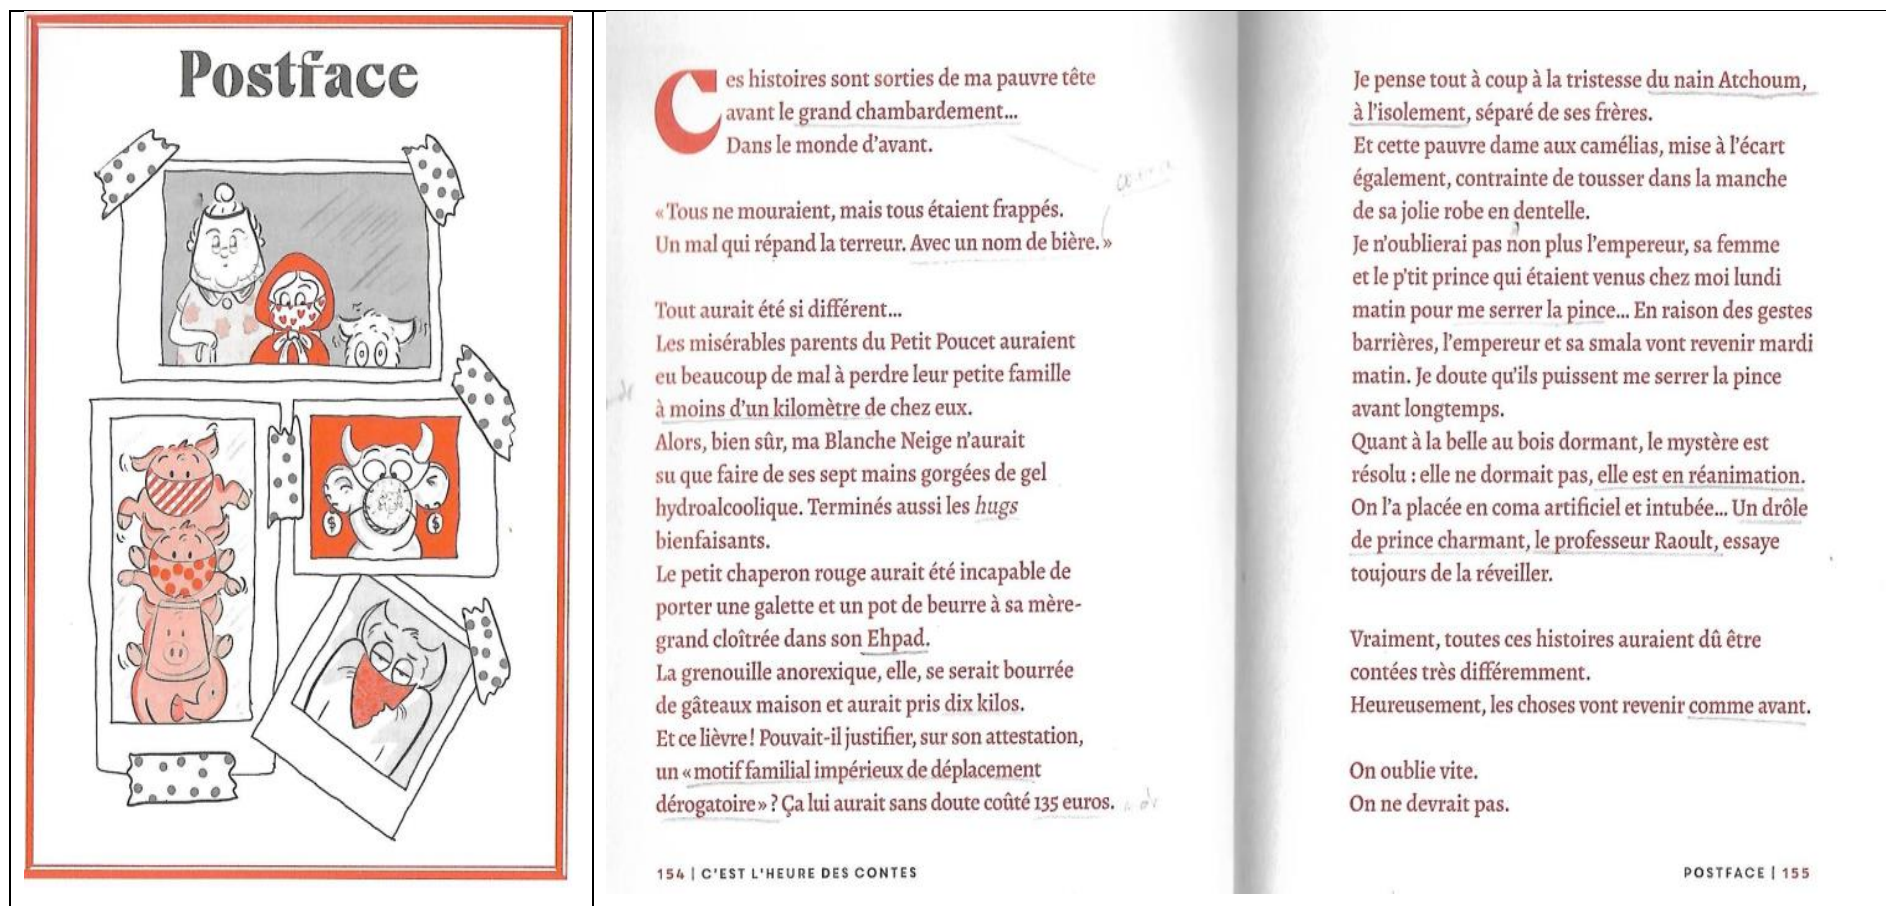 Postface
$
$
Ces histoires sont sorties de ma pauvre tête
avant le grand chambardement...
Dans le monde d'avant.
« Tous ne mouraient, mais tous étaient frappés.
Un mal qui répand la terreur. Avec un nom de bière. »
Tout aurait été si différent...
Les misérables parents du Petit Poucet auraient
eu beaucoup de mal à perdre leur petite famille
à moins d'un kilomètre de chez eux.
Alors, bien sûr, ma Blanche Neige n'aurait
su que faire de ses sept mains gorgées de gel
hydroalcoolique. Terminés aussi les hugs
bienfaisants.
Le petit chaperon rouge aurait été incapable de
porter une galette et un pot de beurre à sa mère-
grand cloîtrée dans son Ehpad.
La grenouille anorexique, elle, se serait bourrée
de gâteaux maison et aurait pris dix kilos.
Et ce lièvre ! Pouvait-il justifier, sur son attestation,
un « motif familial impérieux de déplacement
dérogatoire » ? Ça lui aurait sans doute coûté 135 euros.
154 | C'EST L'HEURE DES CONTES
Je pense tout à coup à la tristesse du nain Atchoum,
à l'isolement, séparé de ses frères.
Et cette pauvre dame aux camélias, mise à l'écart
également, contrainte de tousser dans la manche
de sa jolie robe en dentelle.
Je n'oublierai pas non plus l'empereur, sa femme
et le p'tit prince qui étaient venus chez moi lundi
matin pour me serrer la pince... En raison des gestes
barrières, l'empereur et sa smala vont revenir mardi
matin. Je doute qu'ils puissent me serrer la pince
avant longtemps.
Quant à la belle au bois dormant, le mystère est
résolu : elle ne dormait pas, elle est en réanimation.
On l'a placée en coma artificiel et intubée... Un drôle
de prince charmant, le professeur Raoult, essaye
toujours de la réveiller.
Vraiment, toutes ces histoires auraient dû être
contées très différemment.
Heureusement, les choses vont revenir comme avant.
On oublie vite.
On ne devrait pas.
POSTFACE | 155